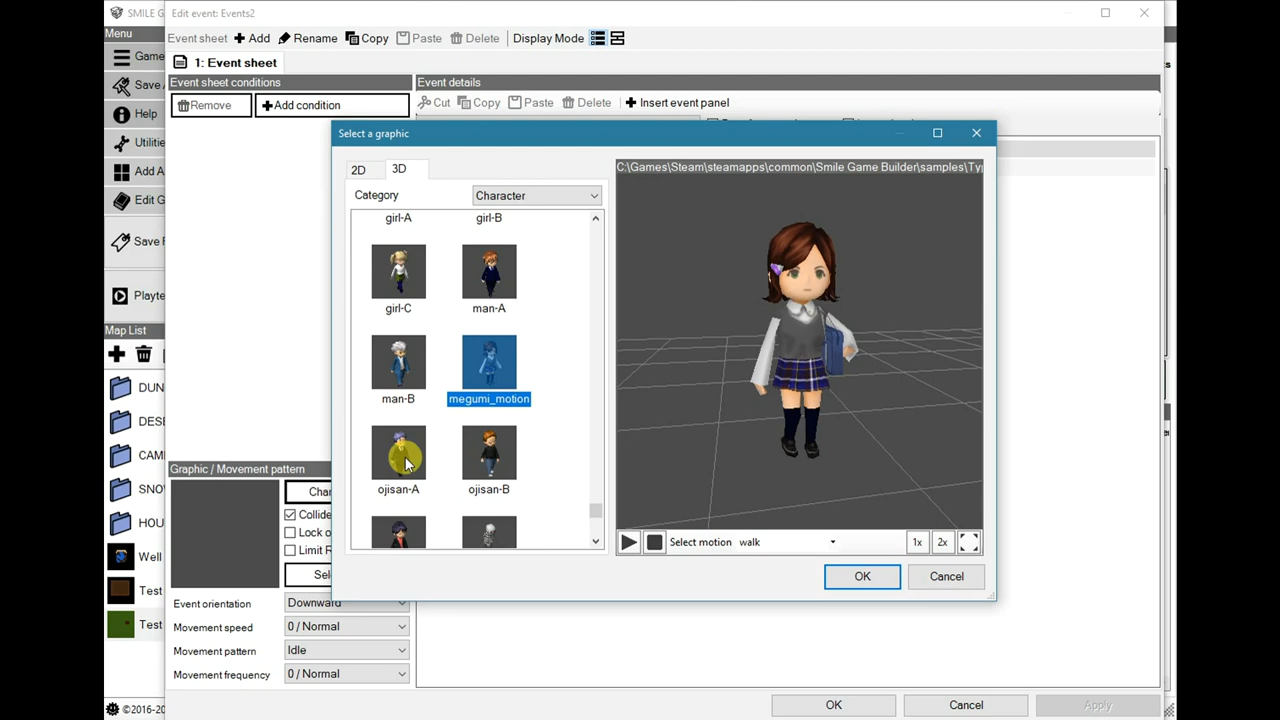 SMILE G
Edit event: Events2
Menu
Event sheet Add Rename Copy Paste Delete Display Mode
Game
1: Event sheet
Save
Event sheet conditions
Event details
Remove
Add condition
Cut Copy Paste Delete Insert event panel
Help
Select a graphic
Utilitie
2D
3D
C:\Games\Steam\steamapps\common\Smile Game Builder\samples\Ty
Add A
Category
Character
Edit G
girl-A
girl-B
Save F
girl-C
man-A
Playte
Map List
DUN
man-B
megumi_motion
DESE
CAM
Graphic / Movement pattern
SNO
Char
ojisan-A
ojisan-B
Collide
HOU
Lock o
Limit R
Select motion walk
1x
2x
Well
Sel
OK
Cancel
Test
Event orientation
Downward
Test
Movement speed
0 / Normal
Movement pattern
Idle
Movement frequency
0 / Normal
©2016-20
OK
Cancel
Apply